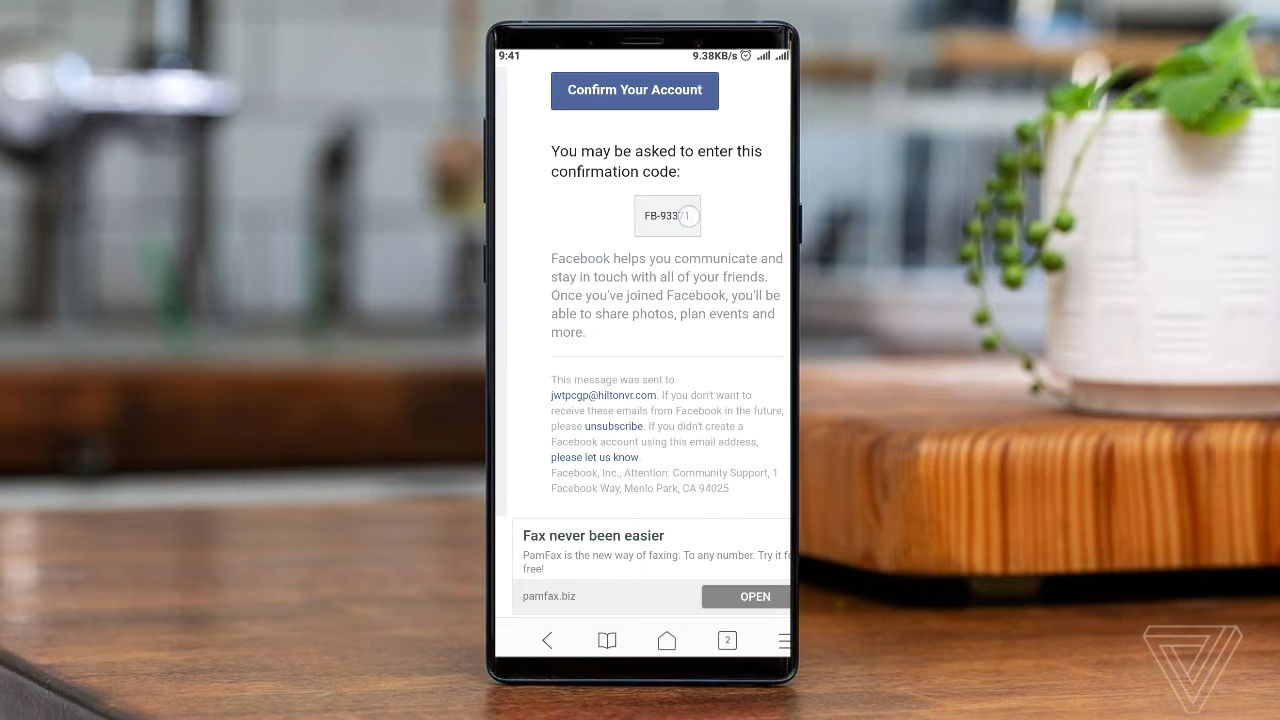 9:41
9.38KB/s
Confirm Your Account
You may be asked to enter this
confirmation code:
FB-93371
Facebook helps you communicate and
stay in touch with all of your friends.
Once you've joined Facebook, you'll be
able to share photos, plan events and
more.
This message was sent to
jwtpcgp@hiltonvr.com. If you don't want to
receive these emails from Facebook in the future,
please unsubscribe. If you didn't create a
Facebook account using this email address,
please let us know.
Facebook, Inc., Attention: Community Support, 1
Facebook Way, Menlo Park, CA 94025
Fax never been easier
PamFax is the new way of faxing. To any number. Try it
free!
pamfax.biz
OPEN
2